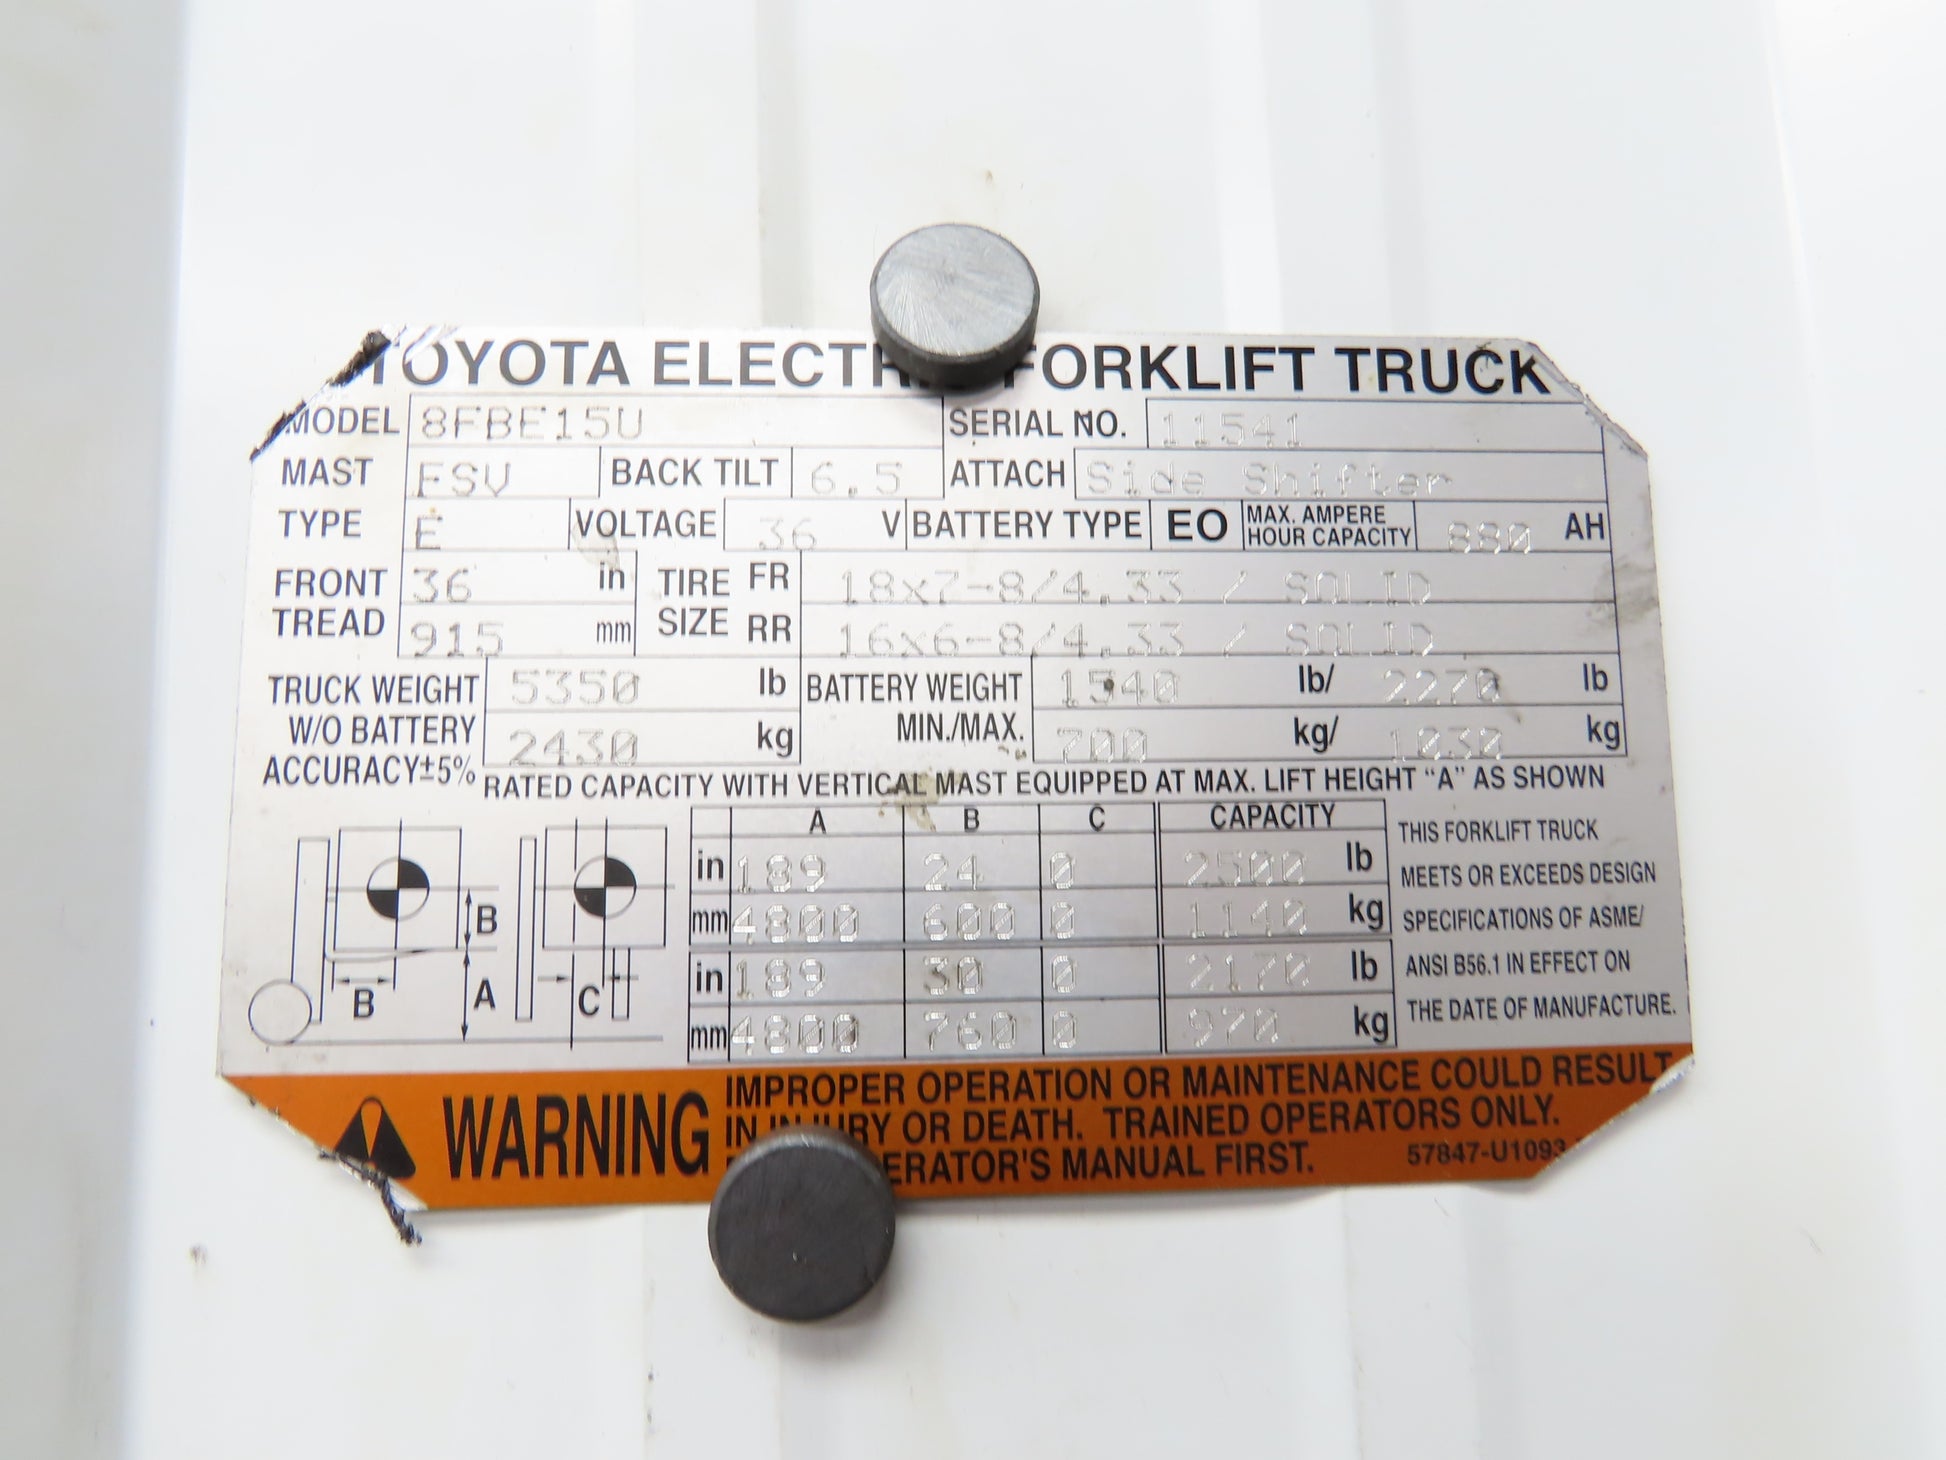 TOYOTA ELECTRIC FORKLIFT TRUCK
MODEL 8FBE15U SERIAL NO. 11541
MAST FSV BACK TILT 6.5 ATTACH Side Shifter
TYPE E VOLTAGE 36 V BATTERY TYPE EO MAX. AMPERE HOUR CAPACITY 880 AH
FRONT TREAD 36 in TIRE SIZE FR 18x7-8/4.33 / SOLID
915 mm RR 16x6-8/4.33 / SOLID
TRUCK WEIGHT 5350 lb BATTERY WEIGHT 1540 lb/ 2270 lb
W/O BATTERY 2430 kg MIN./MAX. 700 kg/ 1030 kg
ACCURACY±5%
RATED CAPACITY WITH VERTICAL MAST EQUIPPED AT MAX. LIFT HEIGHT "A" AS SHOWN
A B C CAPACITY
in 189 24 0 2500 lb
mm 4800 600 0 1140 kg
in 189 30 0 2170 lb
mm 4800 760 0 970 kg
B
B A C
THIS FORKLIFT TRUCK
MEETS OR EXCEEDS DESIGN
SPECIFICATIONS OF ASME/
ANSI B56.1 IN EFFECT ON
THE DATE OF MANUFACTURE.
WARNING
IMPROPER OPERATION OR MAINTENANCE COULD RESULT
IN INJURY OR DEATH. TRAINED OPERATORS ONLY.
OPERATOR'S MANUAL FIRST.
57847-U1093